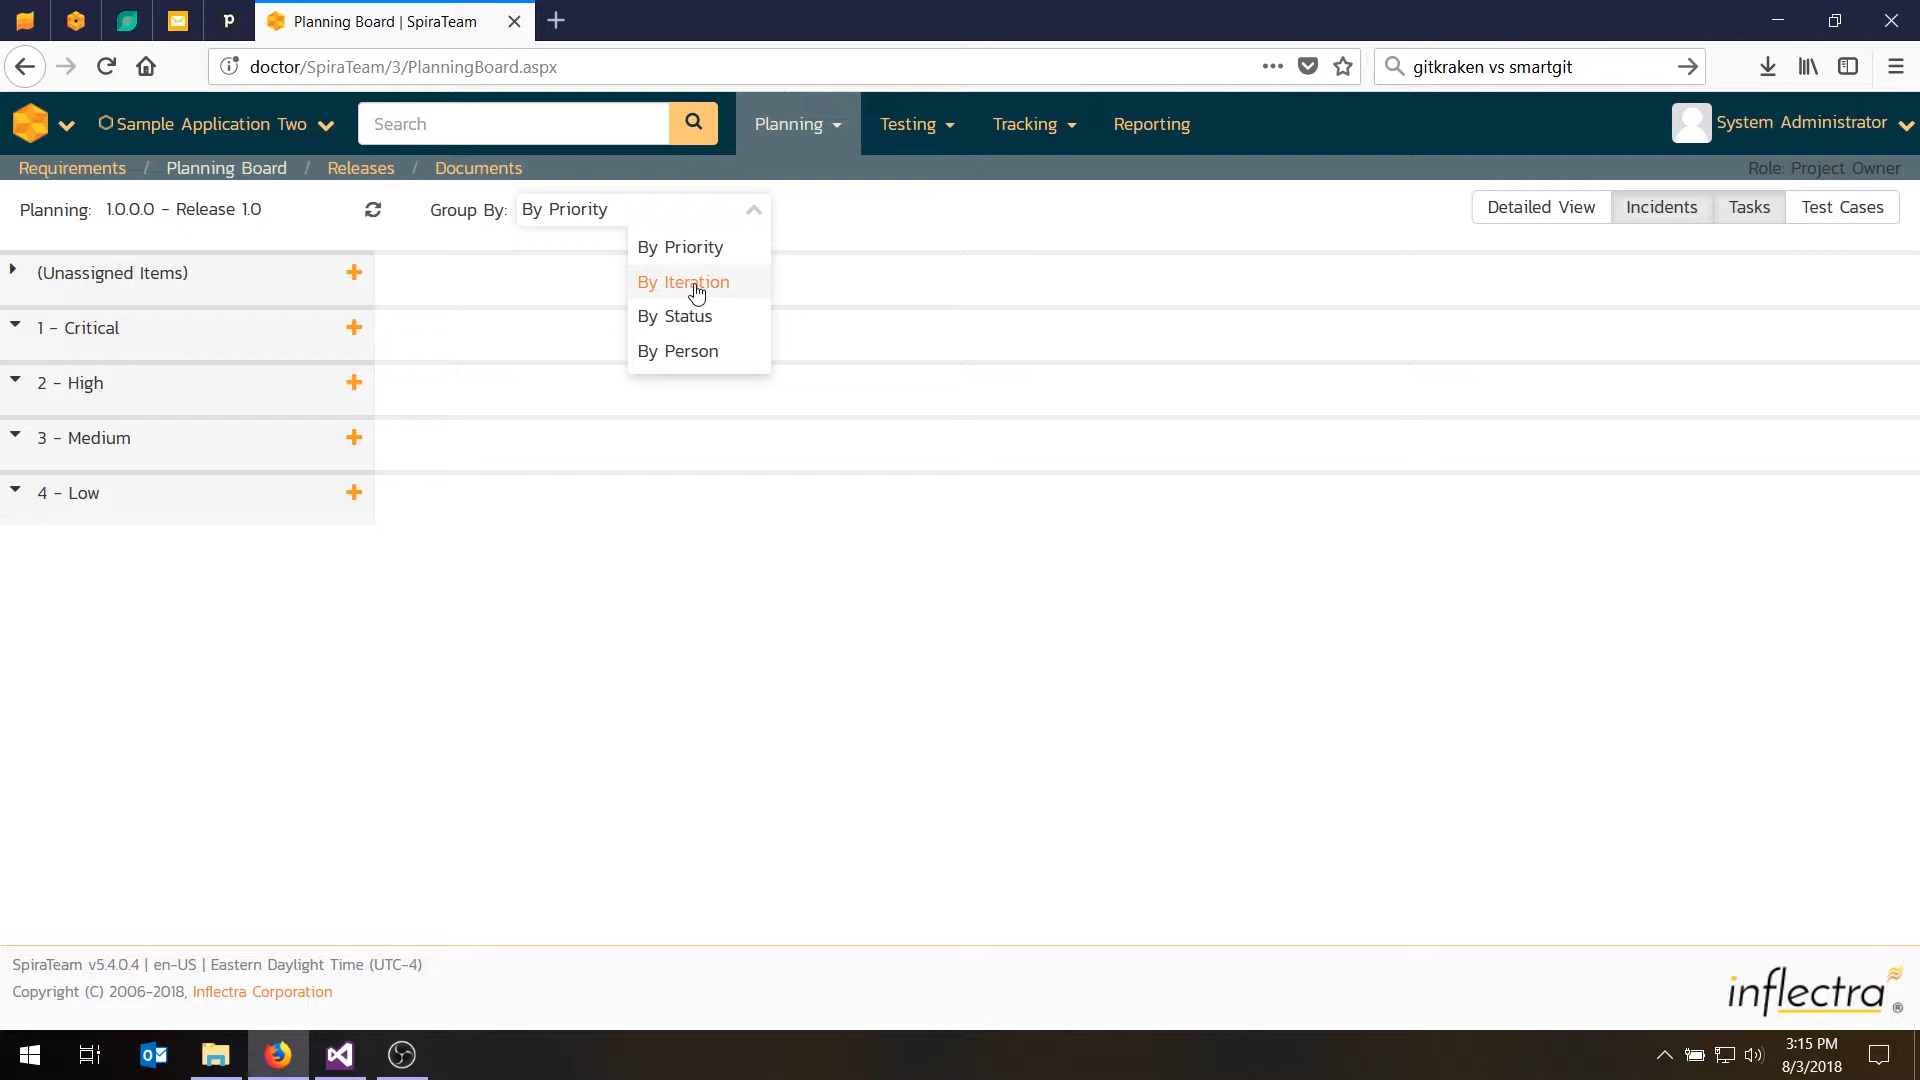 Planning Board | SpiraTeam
doctor/SpiraTeam/3/PlanningBoard.aspx
gitkraken vs smartgit
Sample Application Two
Search
Planning
Testing
Tracking
Reporting
System Administrator
Requirements / Planning Board / Releases / Documents
Role: Project Owner
Planning: 1.0.0.0 - Release 1.0
Group By: By Priority
Detailed View
Incidents
Tasks
Test Cases
By Priority
By Iteration
By Status
By Person
(Unassigned Items)
1 - Critical
2 - High
3 - Medium
4 - Low
SpiraTeam v5.4.0.4 | en-US | Eastern Daylight Time (UTC-4)
Copyright (C) 2006-2018, Inflectra Corporation
inflectra®
3:15 PM
8/3/2018